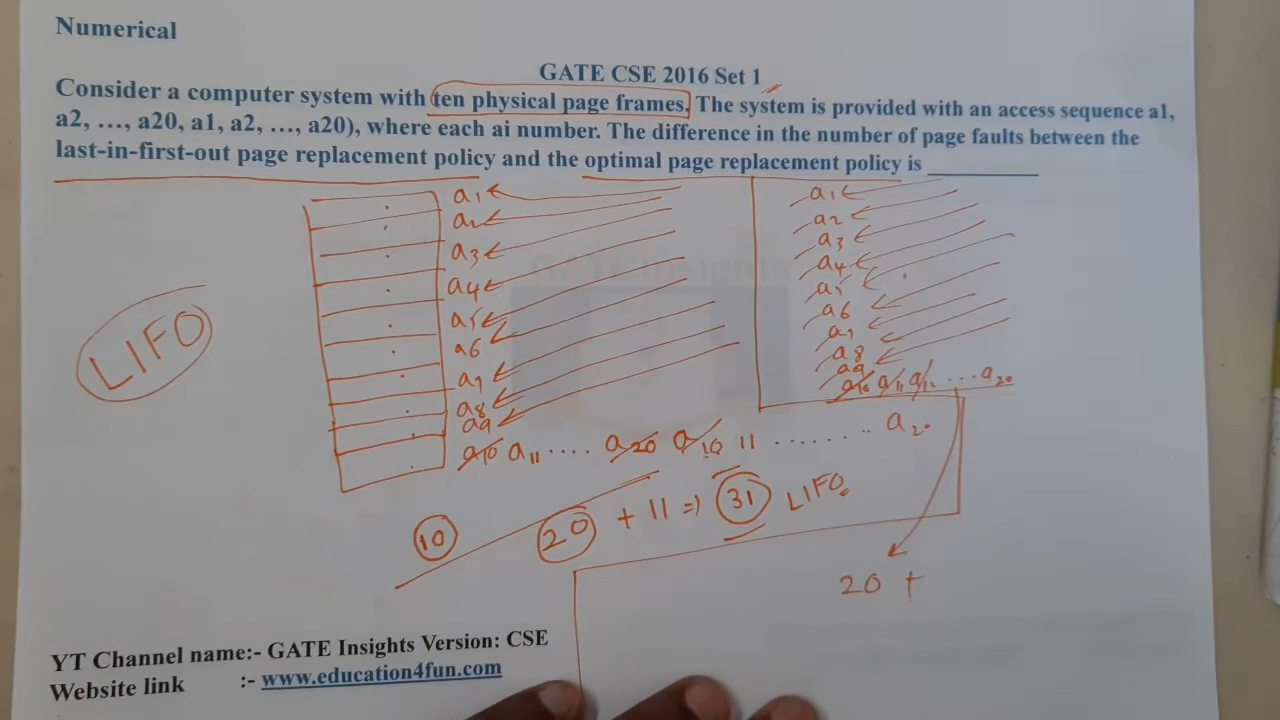 Numerical
GATE CSE 2016 Set 1
Consider a computer system with ten physical page frames. The system is provided with an access sequence a1,
a2, …, a20, a1, a2, …, a20), where each ai number. The difference in the number of page faults between the
last-in-first-out page replacement policy and the optimal page replacement policy is ________
a1 a1
a2 a2
a3 a3
a4 a4
a5 a5
a6 a6
a7 a7
a8 a8
a9 a9
a10 a11 .... a20 a10 11 ........ a20
a10 a11 a12 ... a20
LIFO
10 20 + 11 => 31 LIFO
20 +
YT Channel name:- GATE Insights Version: CSE
Website link :- www.education4fun.com